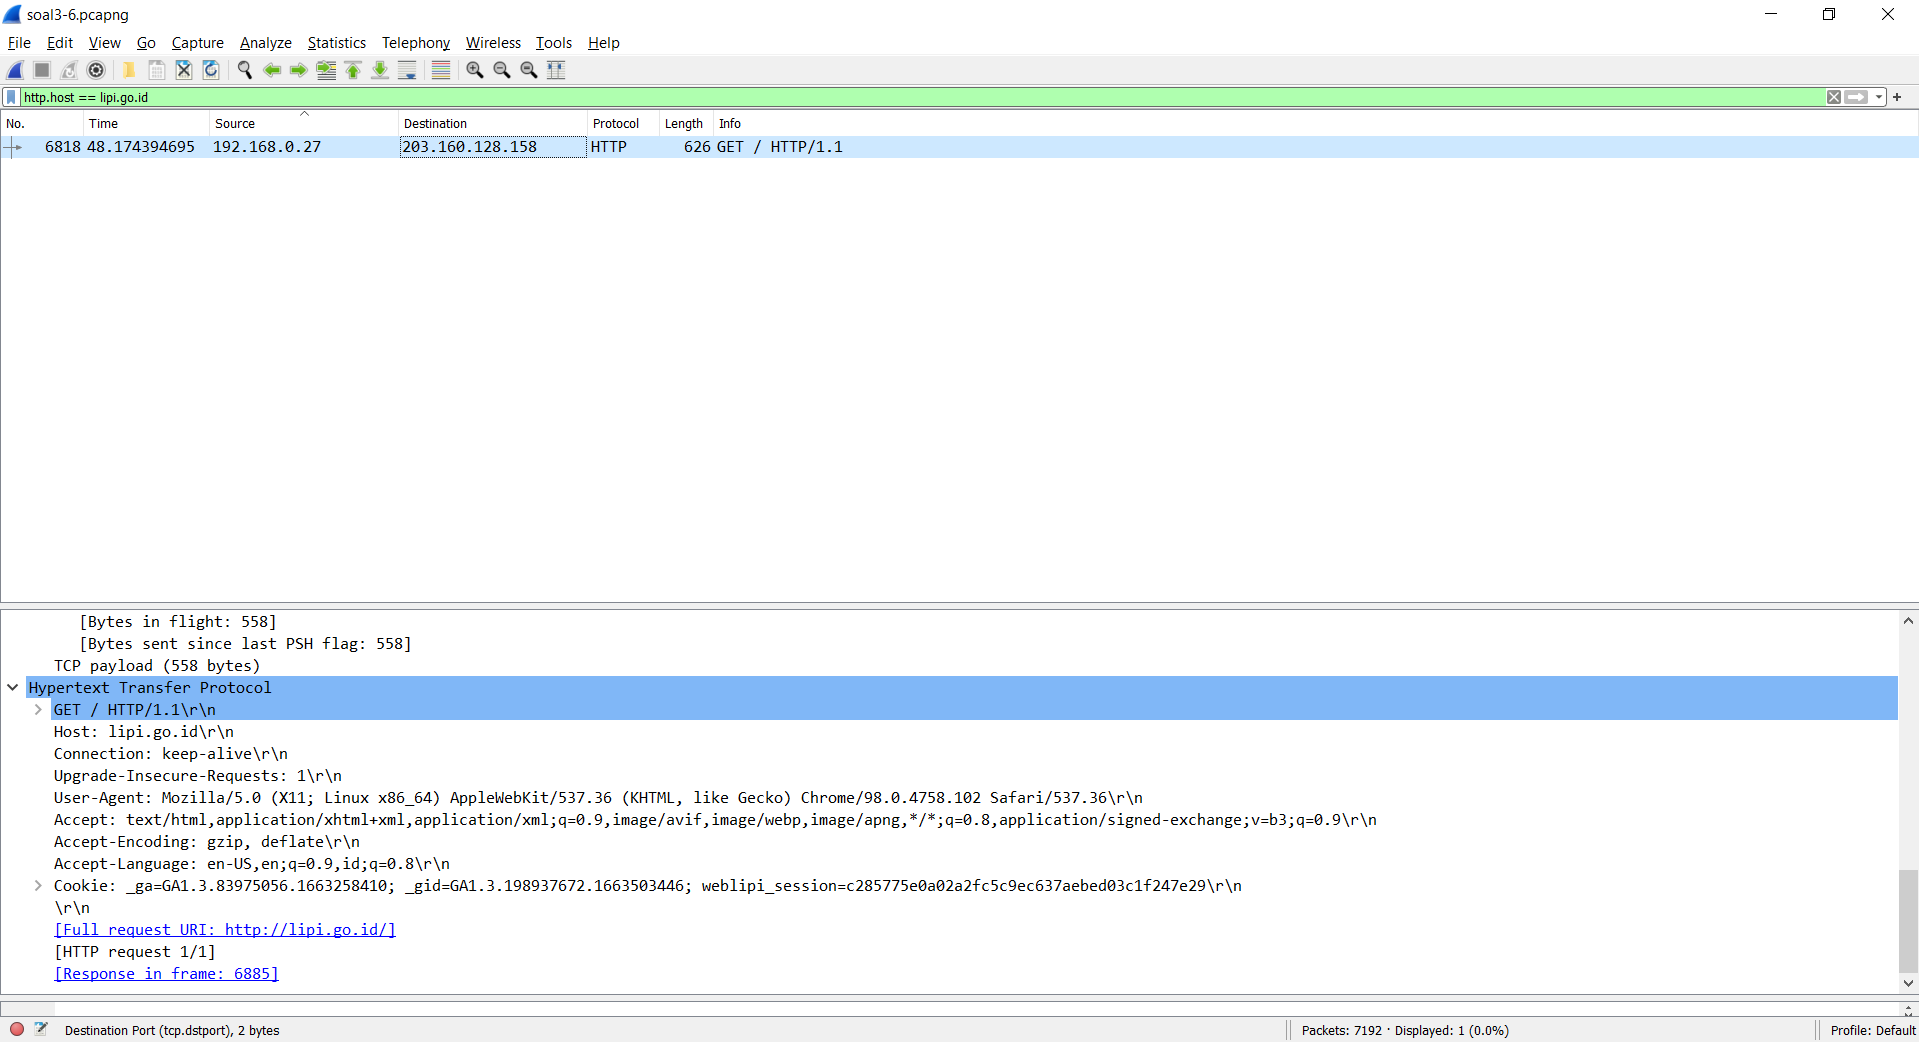 soal3-6.pcapng
File Edit View Go Capture Analyze Statistics Telephony Wireless Tools Help
http.host == lipi.go.id
No. Time Source Destination Protocol Length Info
6818 48.174394695 192.168.0.27 203.160.128.158 HTTP 626 GET / HTTP/1.1
[Bytes in flight: 558]
[Bytes sent since last PSH flag: 558]
TCP payload (558 bytes)
Hypertext Transfer Protocol
GET / HTTP/1.1\r\n
Host: lipi.go.id\r\n
Connection: keep-alive\r\n
Upgrade-Insecure-Requests: 1\r\n
User-Agent: Mozilla/5.0 (X11; Linux x86_64) AppleWebKit/537.36 (KHTML, like Gecko) Chrome/98.0.4758.102 Safari/537.36\r\n
Accept: text/html,application/xhtml+xml,application/xml;q=0.9,image/avif,image/webp,image/apng,*/*;q=0.8,application/signed-exchange;v=b3;q=0.9\r\n
Accept-Encoding: gzip, deflate\r\n
Accept-Language: en-US,en;q=0.9,id;q=0.8\r\n
Cookie: _ga=GA1.3.83975056.1663258410; _gid=GA1.3.198937672.1663503446; weblipi_session=c285775e0a02a2fc5c9ec637aebed03c1f247e29\r\n
\r\n
[Full request URI: http://lipi.go.id/]
[HTTP request 1/1]
[Response in frame: 6885]
Destination Port (tcp.dstport), 2 bytes
Packets: 7192 · Displayed: 1 (0.0%)
Profile: Default